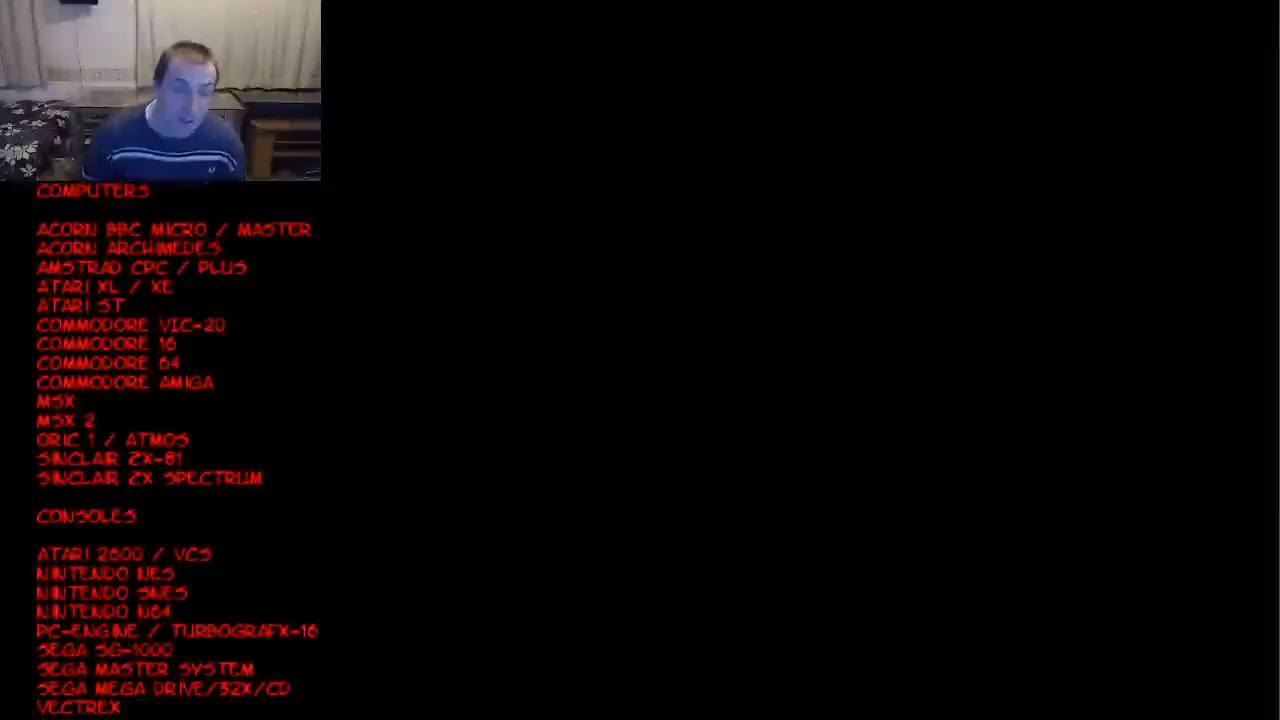 COMPUTERS
ACORN BBC MICRO / MASTER
ACORN ARCHIMEDES
AMSTRAD CPC / PLUS
ATARI XL / XE
ATARI ST
COMMODORE VIC-20
COMMODORE 16
COMMODORE 64
COMMODORE AMIGA
MSX
MSX 2
ORIC 1 / ATMOS
SINCLAIR ZX-81
SINCLAIR ZX SPECTRUM
CONSOLES
ATARI 2600 / VCS
NINTENDO NES
NINTENDO SNES
NINTENDO N64
PC-ENGINE / TURBOGRAFX-16
SEGA SG-1000
SEGA MASTER SYSTEM
SEGA MEGA DRIVE/32X/CD
VECTREX